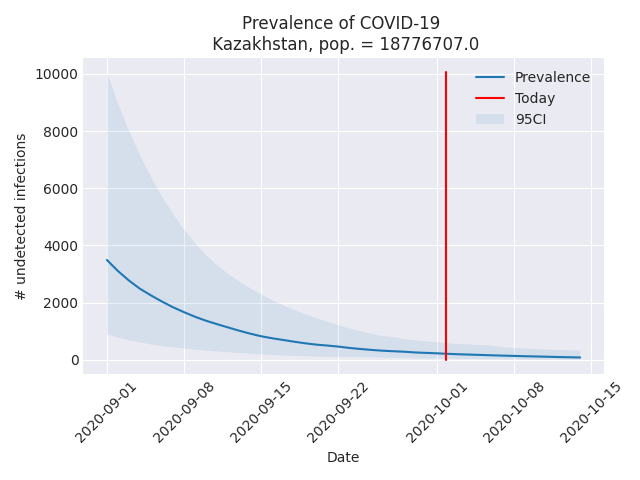 Prevalence of COVID-19
Kazakhstan, pop. = 18776707.0
Prevalence
Today
95CI
10000
8000
6000
4000
2000
0
# undetected infections
2020-09-01
2020-09-08
2020-09-15
2020-09-22
2020-10-01
2020-10-08
2020-10-15
Date